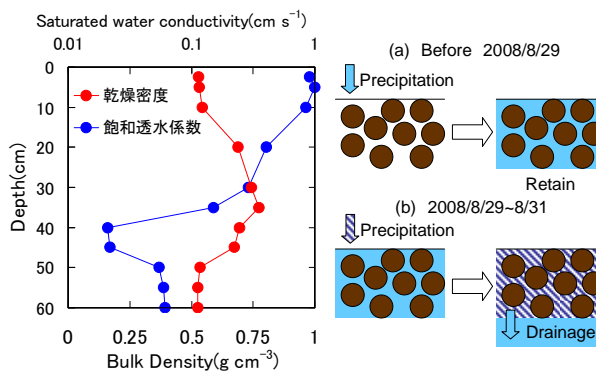 Saturated water conductivity(cm s⁻¹)
0.01 0.1 1
0
10
20
30
40
50
60
Depth(cm)
乾燥密度
飽和透水係数
0 0.25 0.5 0.75 1
Bulk Density(g cm⁻³)
(a) Before 2008/8/29
Precipitation
Retain
(b) 2008/8/29~8/31
Precipitation
Drainage